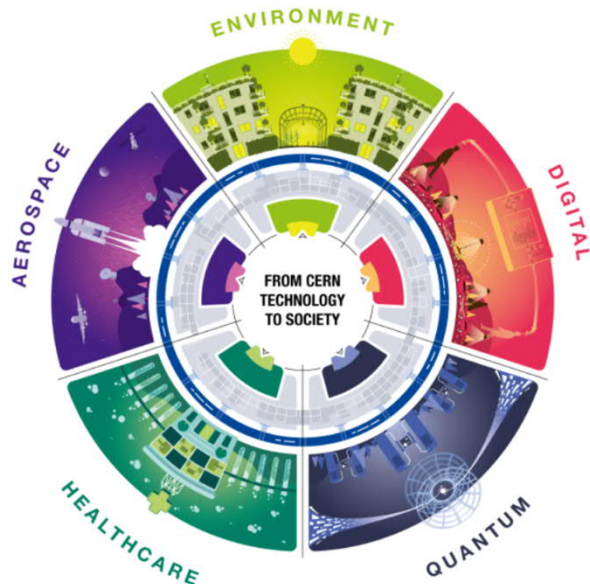 ENVIRONMENT
AEROSPACE
DIGITAL
FROM CERN
TECHNOLOGY
TO SOCIETY
HEALTHCARE
QUANTUM